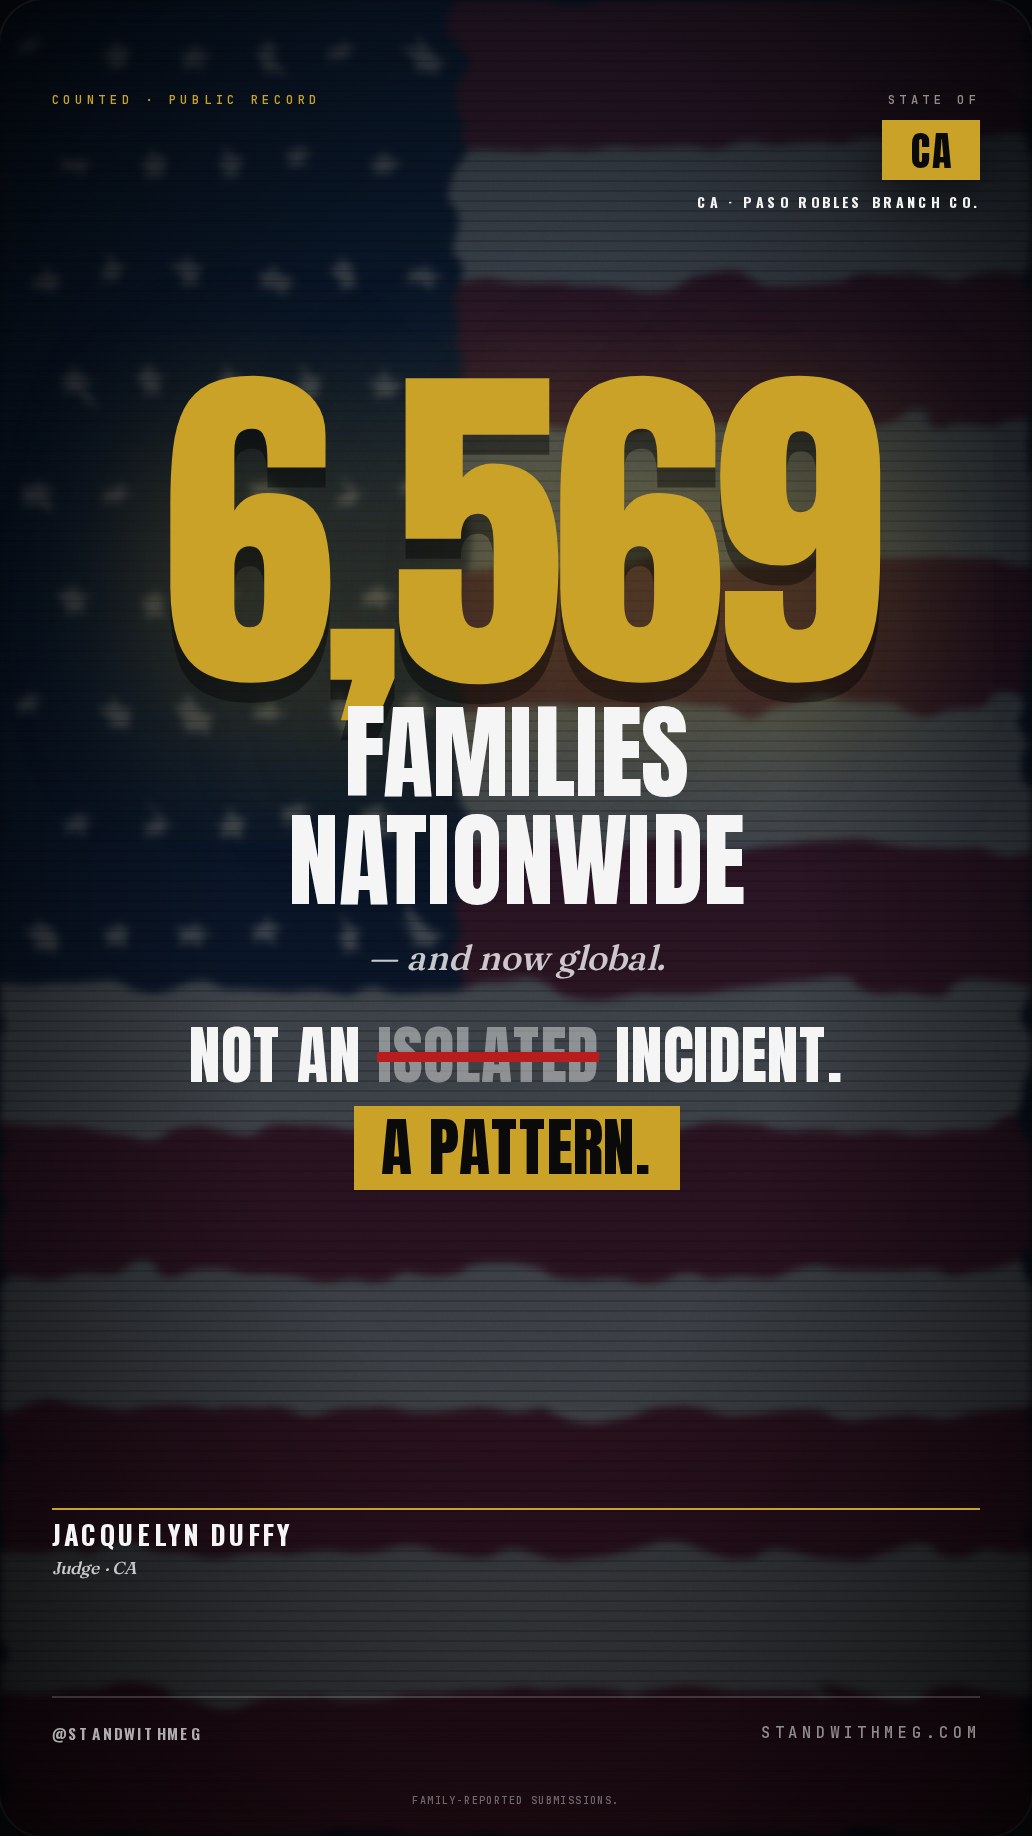 COUNTED · PUBLIC RECORD
STATE OF
CA
CA · PASO ROBLES BRANCH CO.
6,569
FAMILIES
NATIONWIDE
— and now global.
NOT AN ISOLATED INCIDENT.
A PATTERN.
JACQUELYN DUFFY
Judge · CA
@STANDWITHMEG
STANDWITHMEG.COM
FAMILY-REPORTED SUBMISSIONS.